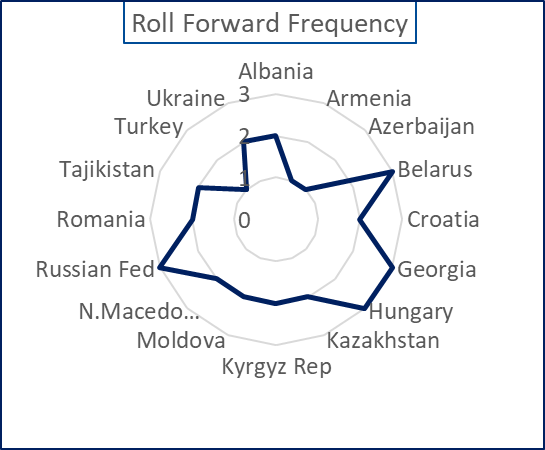 Roll Forward Frequency
Albania
Armenia
Azerbaijan
Belarus
Croatia
Georgia
Hungary
Kazakhstan
Kyrgyz Rep
Moldova
N.Macedo...
Russian Fed
Romania
Tajikistan
Turkey
Ukraine
3
2
1
0